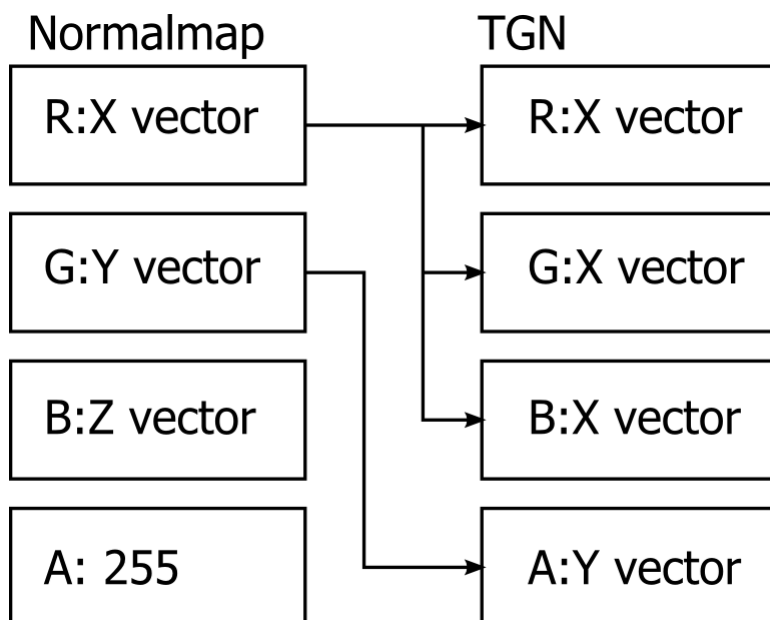 Normalmap
TGN
R:X vector
R:X vector
G:Y vector
G:X vector
B:Z vector
B:X vector
A: 255
A:Y vector